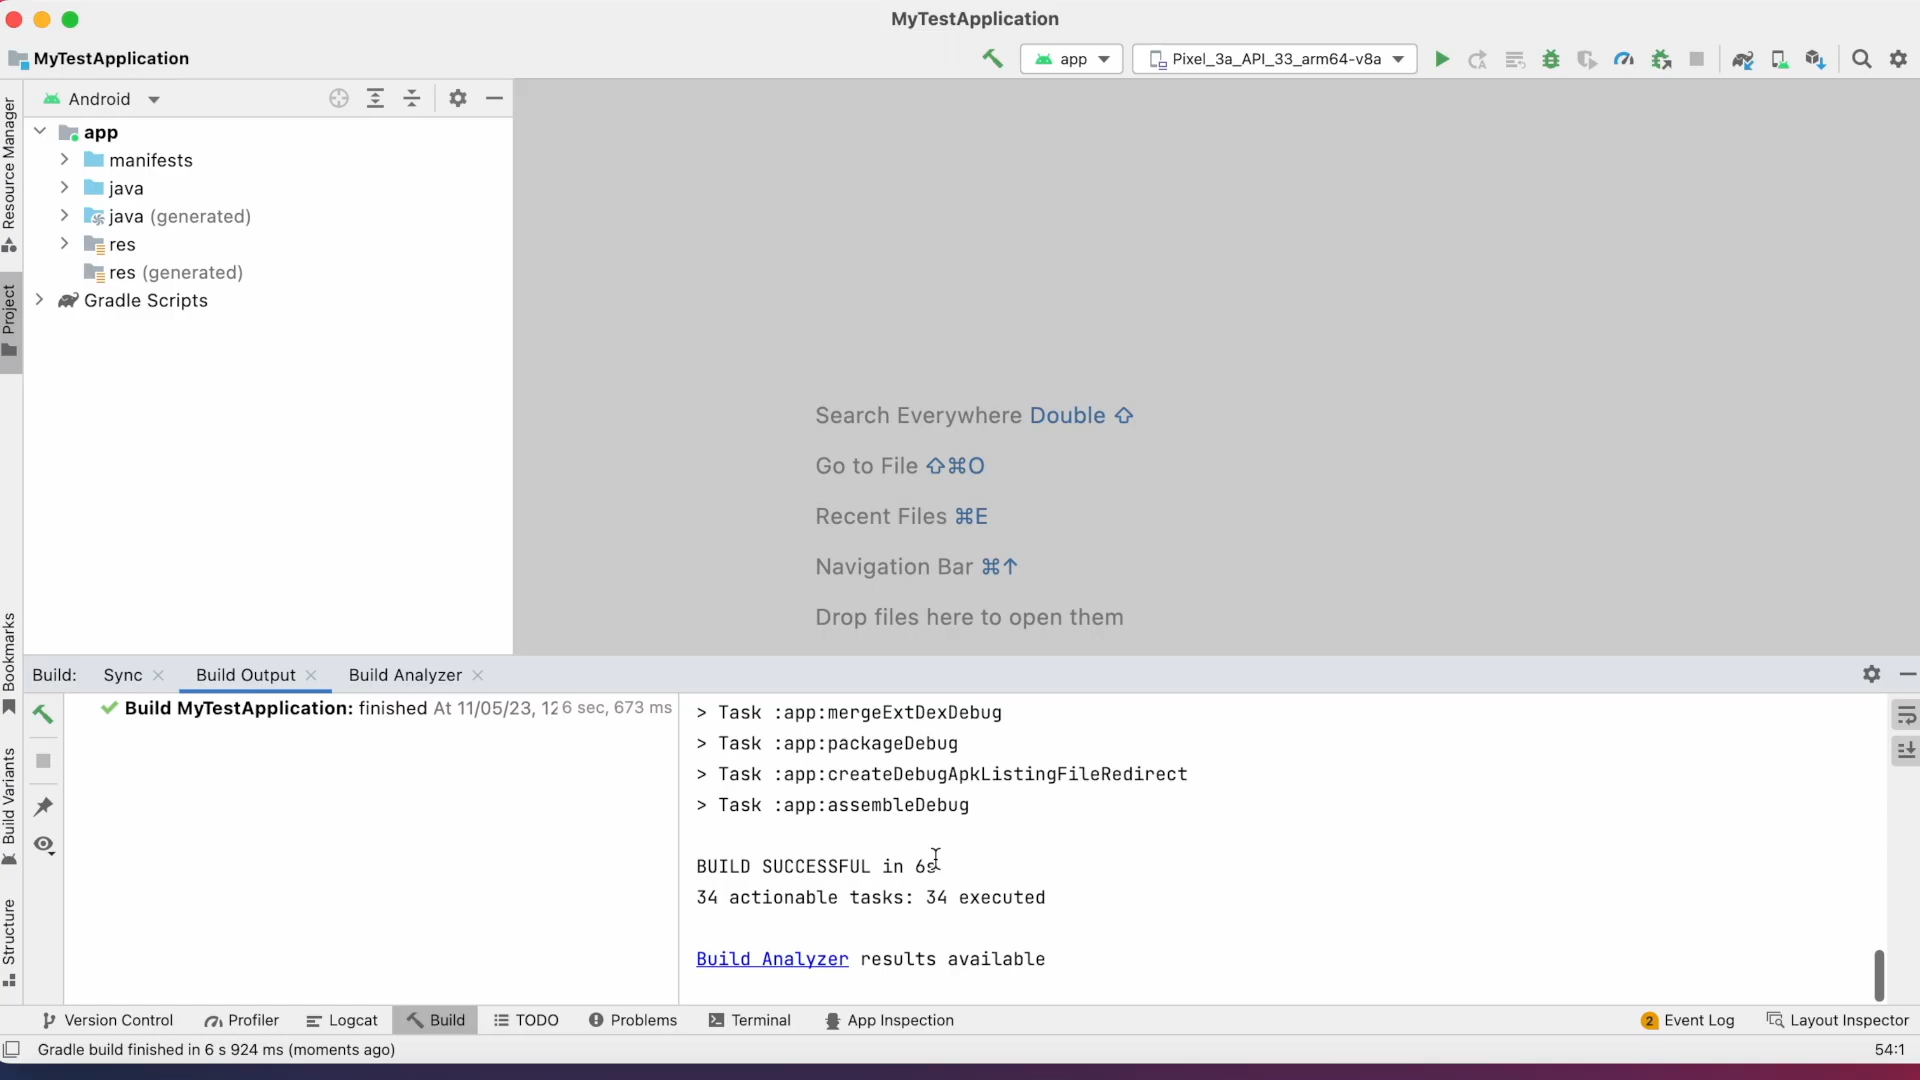 MyTestApplication
MyTestApplication
app
Pixel_3a_API_33_arm64-v8a
Android
app
manifests
java
java (generated)
res
res (generated)
Gradle Scripts
Resource Manager
Project
Bookmarks
Build Variants
Structure
Search Everywhere Double ⇧
Go to File ⇧⌘O
Recent Files ⌘E
Navigation Bar ⌘↑
Drop files here to open them
Build: Sync Build Output Build Analyzer
Build MyTestApplication: finished At 11/05/23, 12 6 sec, 673 ms
> Task :app:mergeExtDexDebug
> Task :app:packageDebug
> Task :app:createDebugApkListingFileRedirect
> Task :app:assembleDebug
BUILD SUCCESSFUL in 6s
34 actionable tasks: 34 executed
Build Analyzer results available
Version Control Profiler Logcat Build TODO Problems Terminal App Inspection 2 Event Log Layout Inspector
Gradle build finished in 6 s 924 ms (moments ago) 54:1